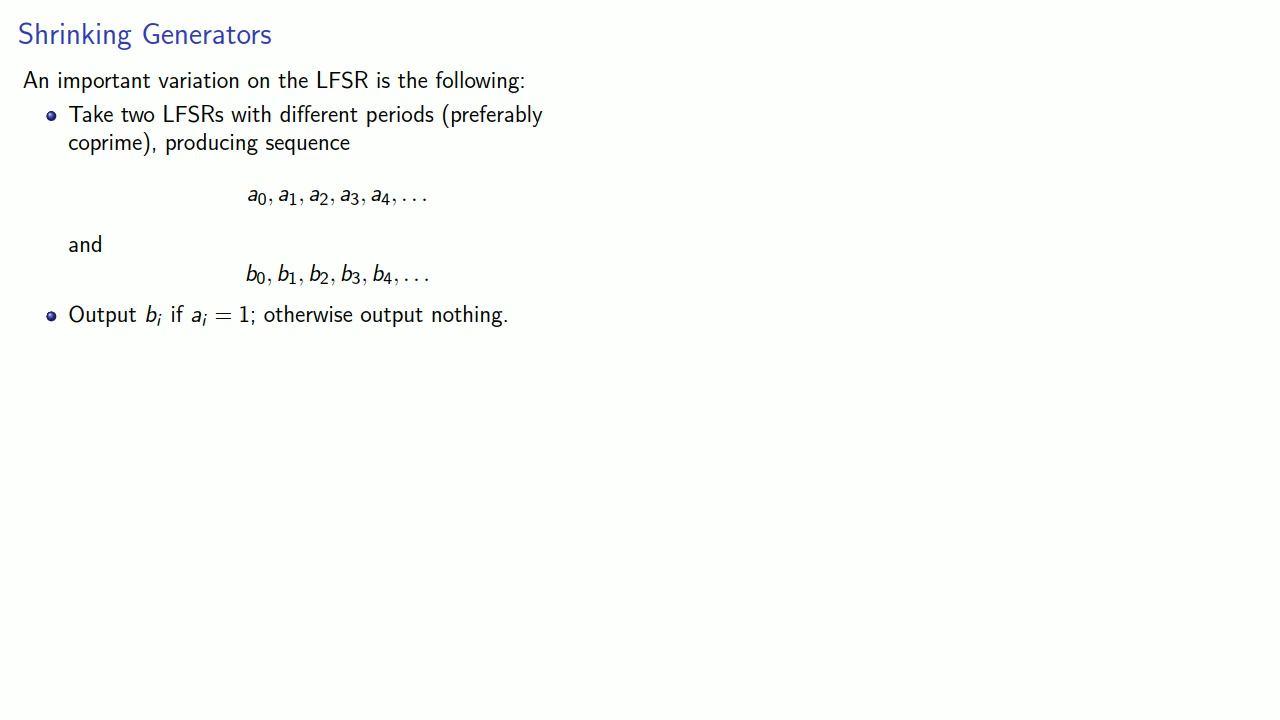 Shrinking Generators
An important variation on the LFSR is the following:
Take two LFSRs with different periods (preferably
coprime), producing sequence
a₀, a₁, a₂, a₃, a₄, . . .
and
b₀, b₁, b₂, b₃, b₄, . . .
Output bᵢ if aᵢ = 1; otherwise output nothing.